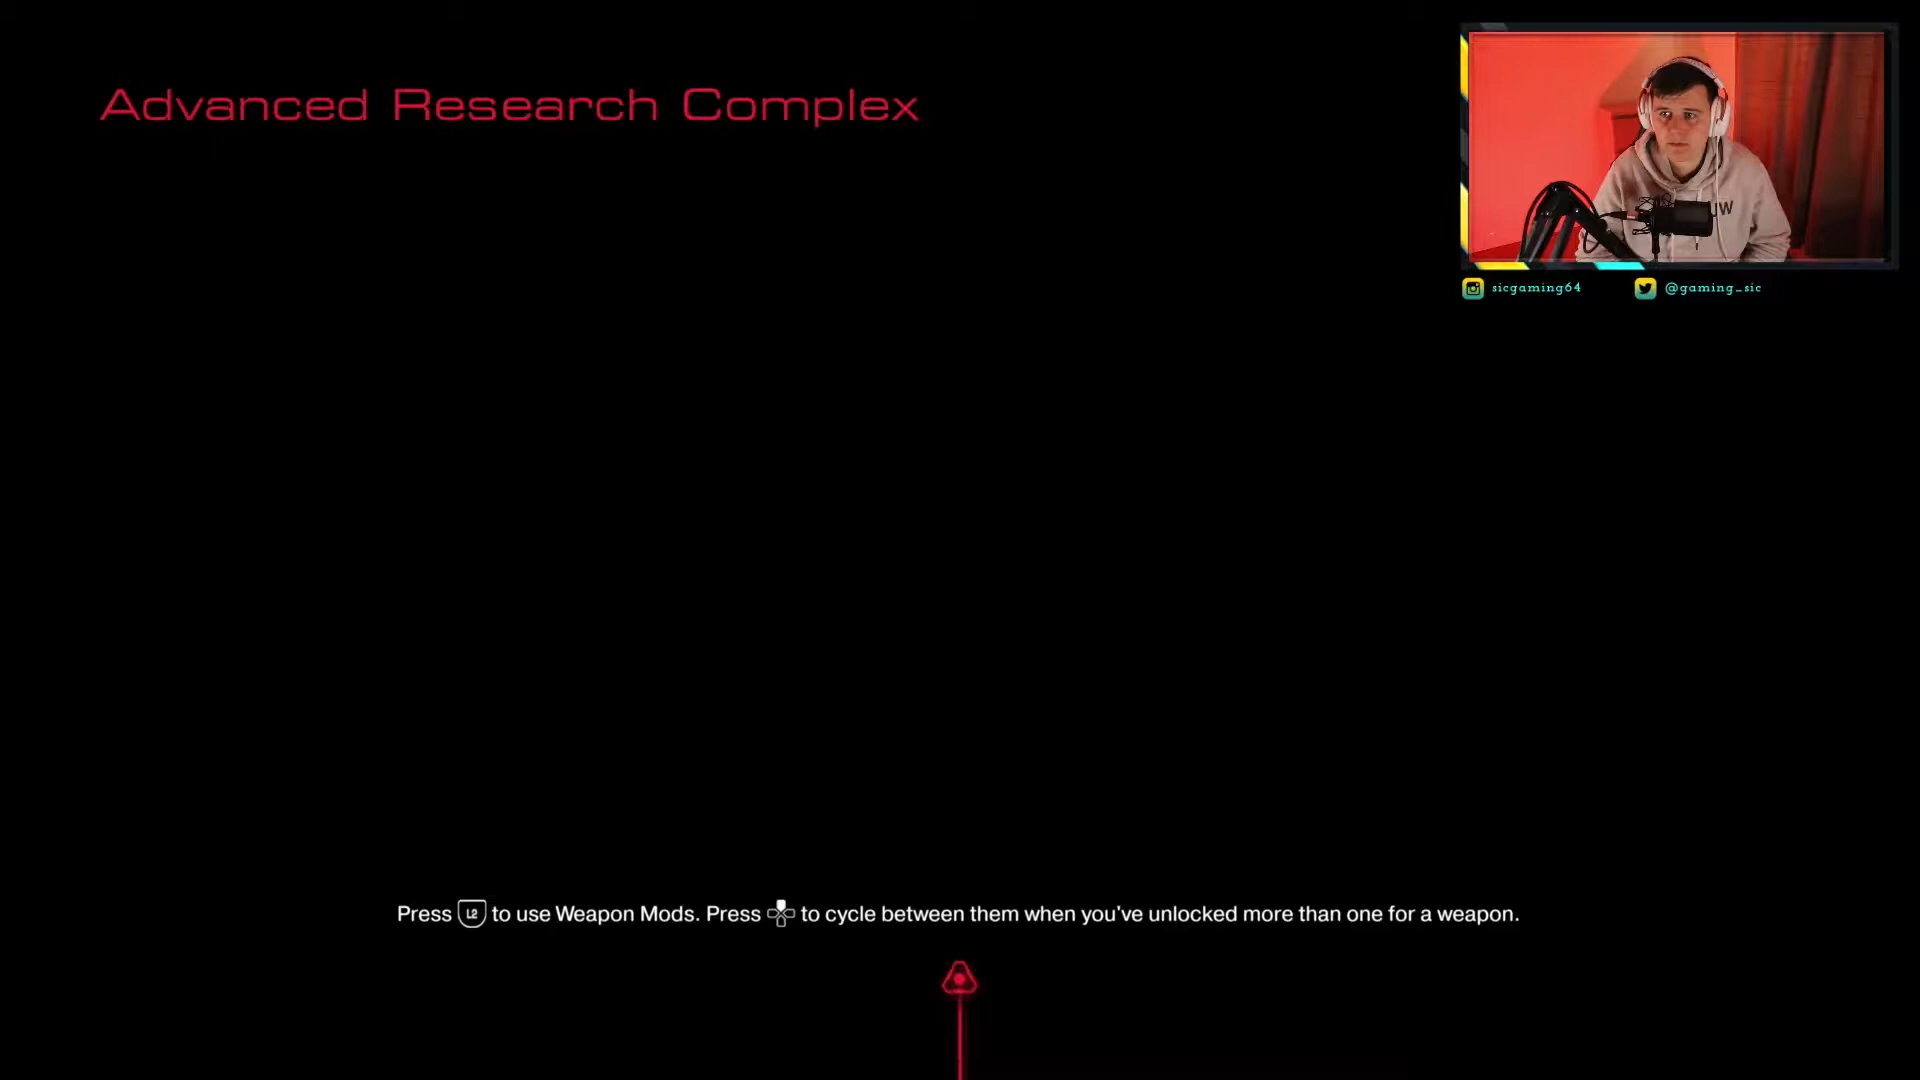 Advanced Research Complex
UW
sicgaming64
@gaming_sic
Press L2 to use Weapon Mods. Press to cycle between them when you've unlocked more than one for a weapon.